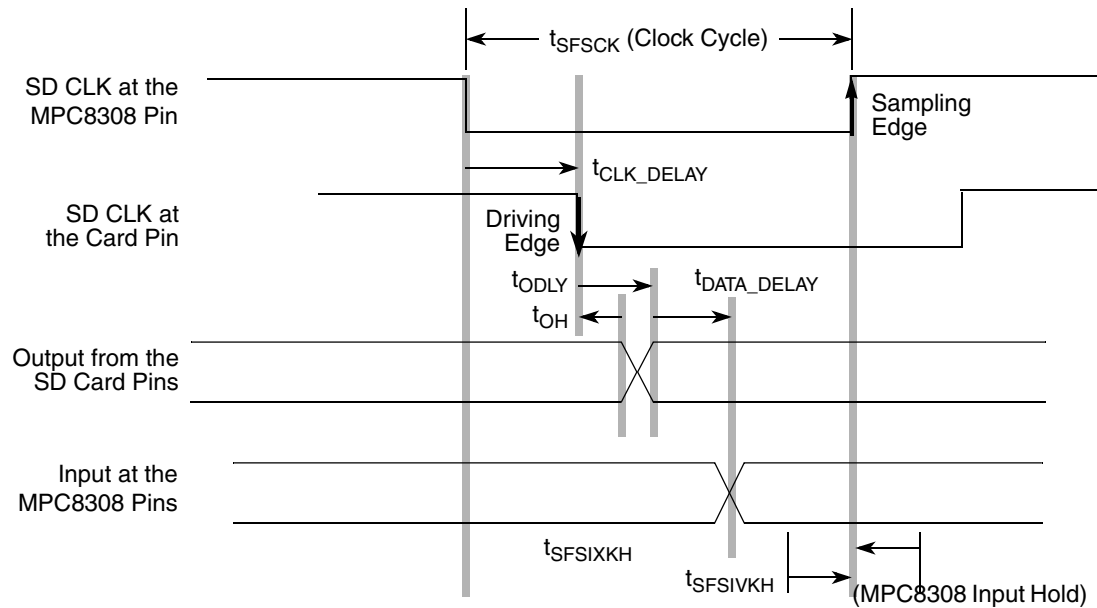 tSFSCK (Clock Cycle)
SD CLK at the
MPC8308 Pin
Sampling
Edge
tCLK_DELAY
SD CLK at
the Card Pin
Driving
Edge
tODLY
tDATA_DELAY
tOH
Output from the
SD Card Pins
Input at the
MPC8308 Pins
tSFSIXKH
tSFSIVKH
(MPC8308 Input Hold)